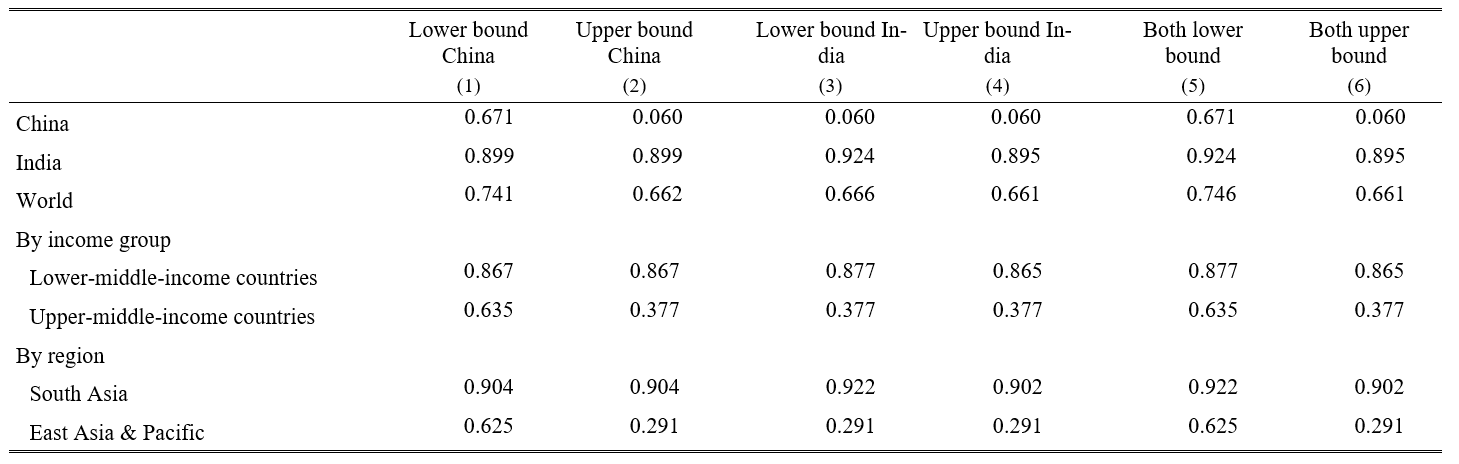 Lower bound China Upper bound China Lower bound In- dia Upper bound In- dia Both lower bound Both upper bound
(1) (2) (3) (4) (5) (6)
China 0.671 0.060 0.060 0.060 0.671 0.060
India 0.899 0.899 0.924 0.895 0.924 0.895
World 0.741 0.662 0.666 0.661 0.746 0.661
By income group
Lower-middle-income countries 0.867 0.867 0.877 0.865 0.877 0.865
Upper-middle-income countries 0.635 0.377 0.377 0.377 0.635 0.377
By region
South Asia 0.904 0.904 0.922 0.902 0.922 0.902
East Asia & Pacific 0.625 0.291 0.291 0.291 0.625 0.291